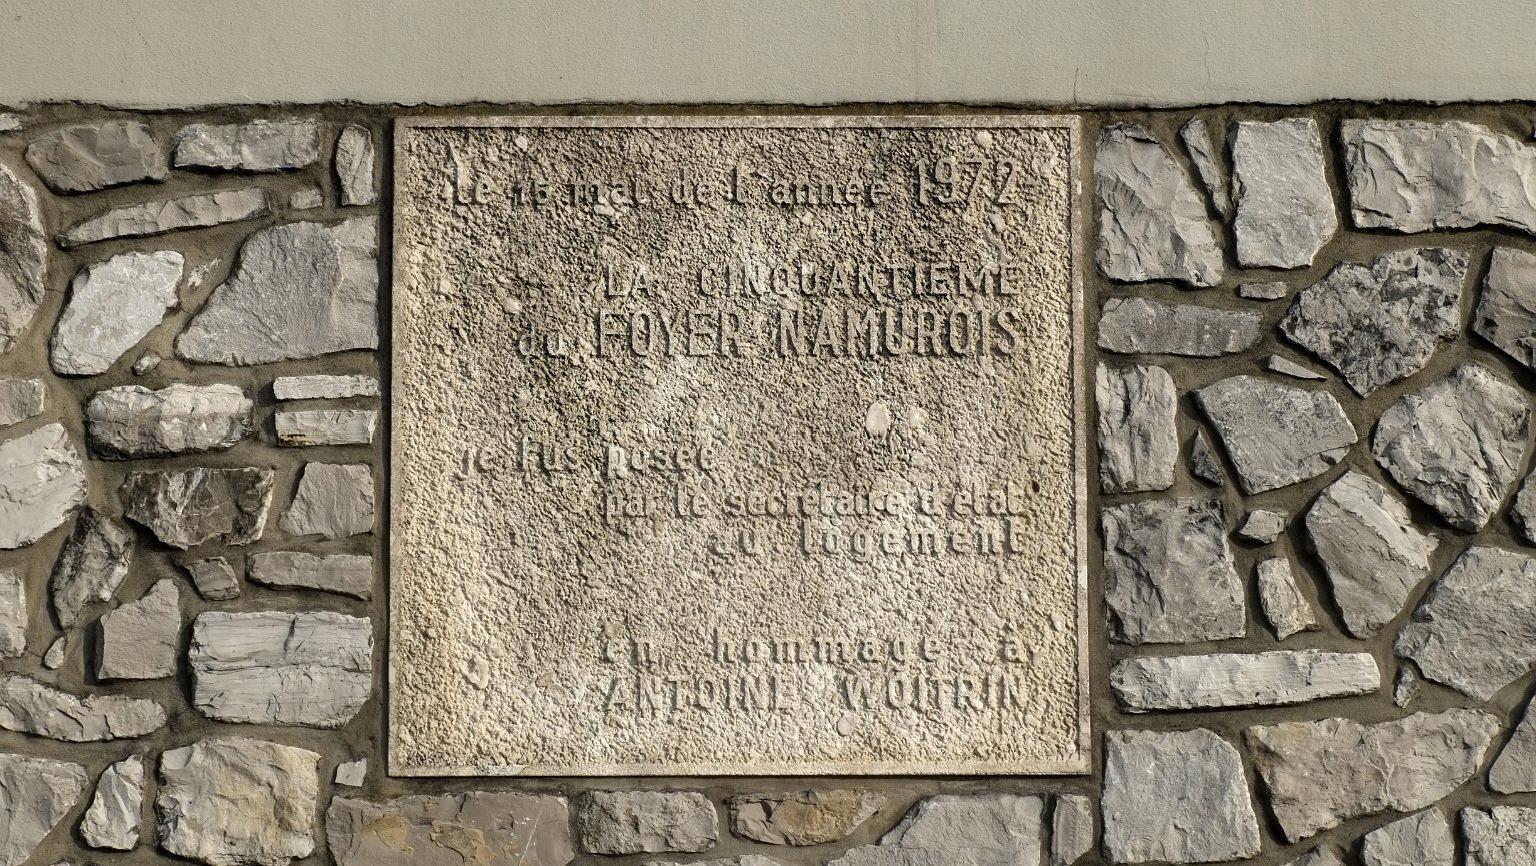 Le 15 mai de l'année 1972
LA CINQUANTIEME
du FOYER NAMUROIS
je fus posée
par le secrétaire d'état
au logement
en hommage à
ANTOINE WOITRIN